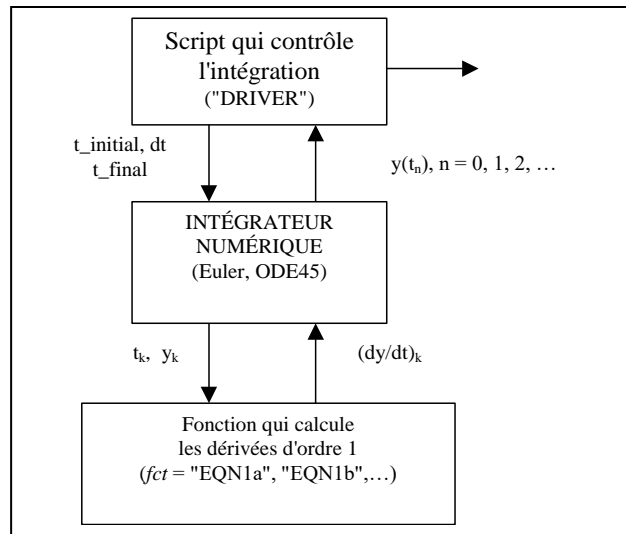 Script qui contrôle
l'intégration
("DRIVER")
t_initial, dt
t_final
y(tn), n = 0, 1, 2, …
INTÉGRATEUR
NUMÉRIQUE
(Euler, ODE45)
tk, yk
(dy/dt)k
Fonction qui calcule
les dérivées d'ordre 1
(fct = "EQN1a", "EQN1b",…)